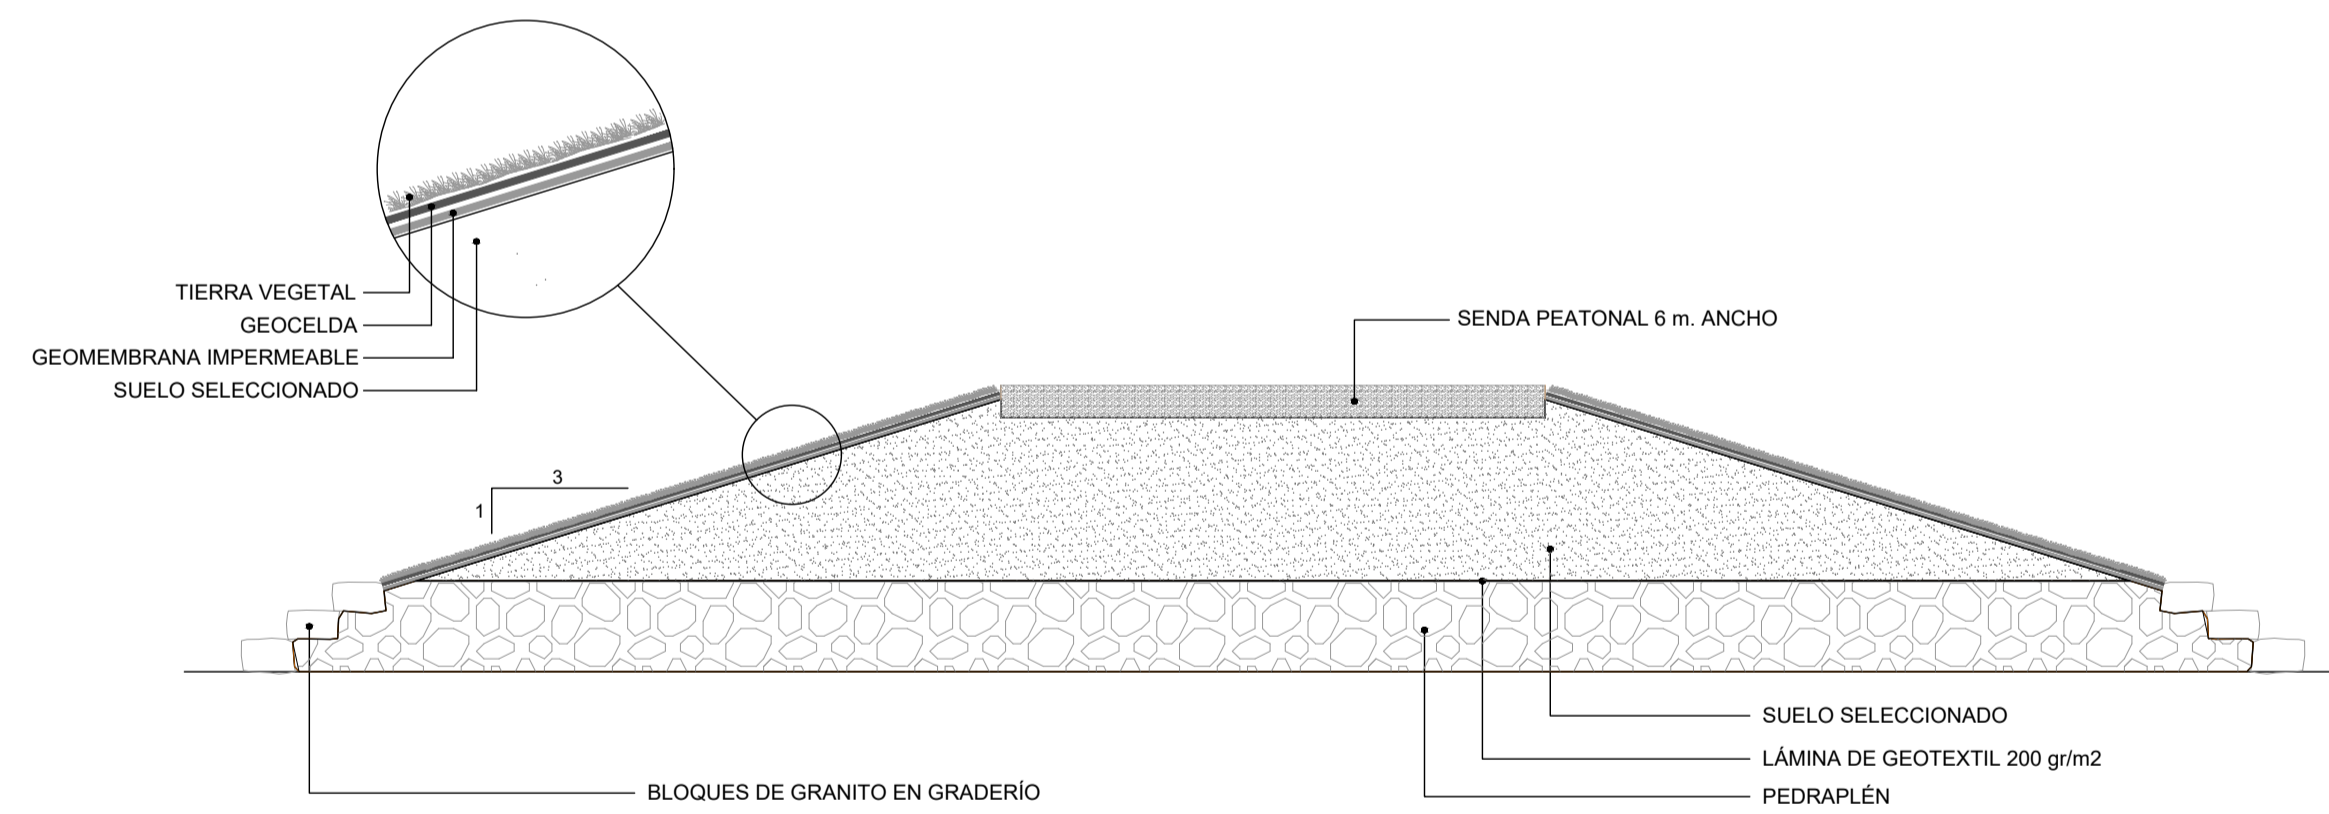 TIERRA VEGETAL
GEOCELDA
GEOMEMBRANA IMPERMEABLE
SUELO SELECCIONADO
SENDA PEATONAL 6 m. ANCHO
3
1
SUELO SELECCIONADO
LÁMINA DE GEOTEXTIL 200 gr/m2
BLOQUES DE GRANITO EN GRADERÍO
PEDRAPLÉN